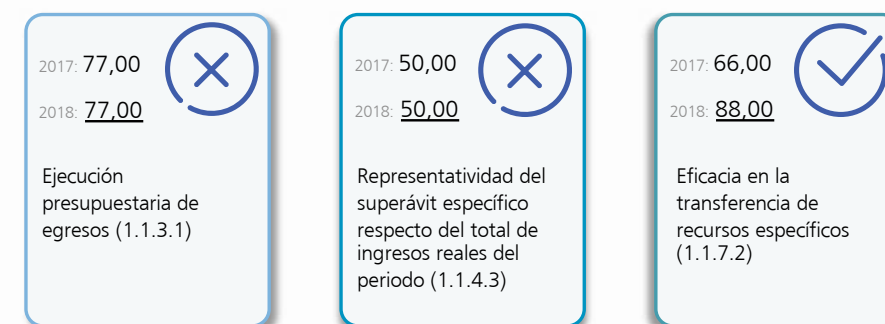 2017: 77,00
2018: 77,00
Ejecución
presupuestaria de
egresos (1.1.3.1)
2017: 50,00
2018: 50,00
Representatividad del
superávit específico
respecto del total de
ingresos reales del
periodo (1.1.4.3)
2017: 66,00
2018: 88,00
Eficacia en la
transferencia de
recursos específicos
(1.1.7.2)